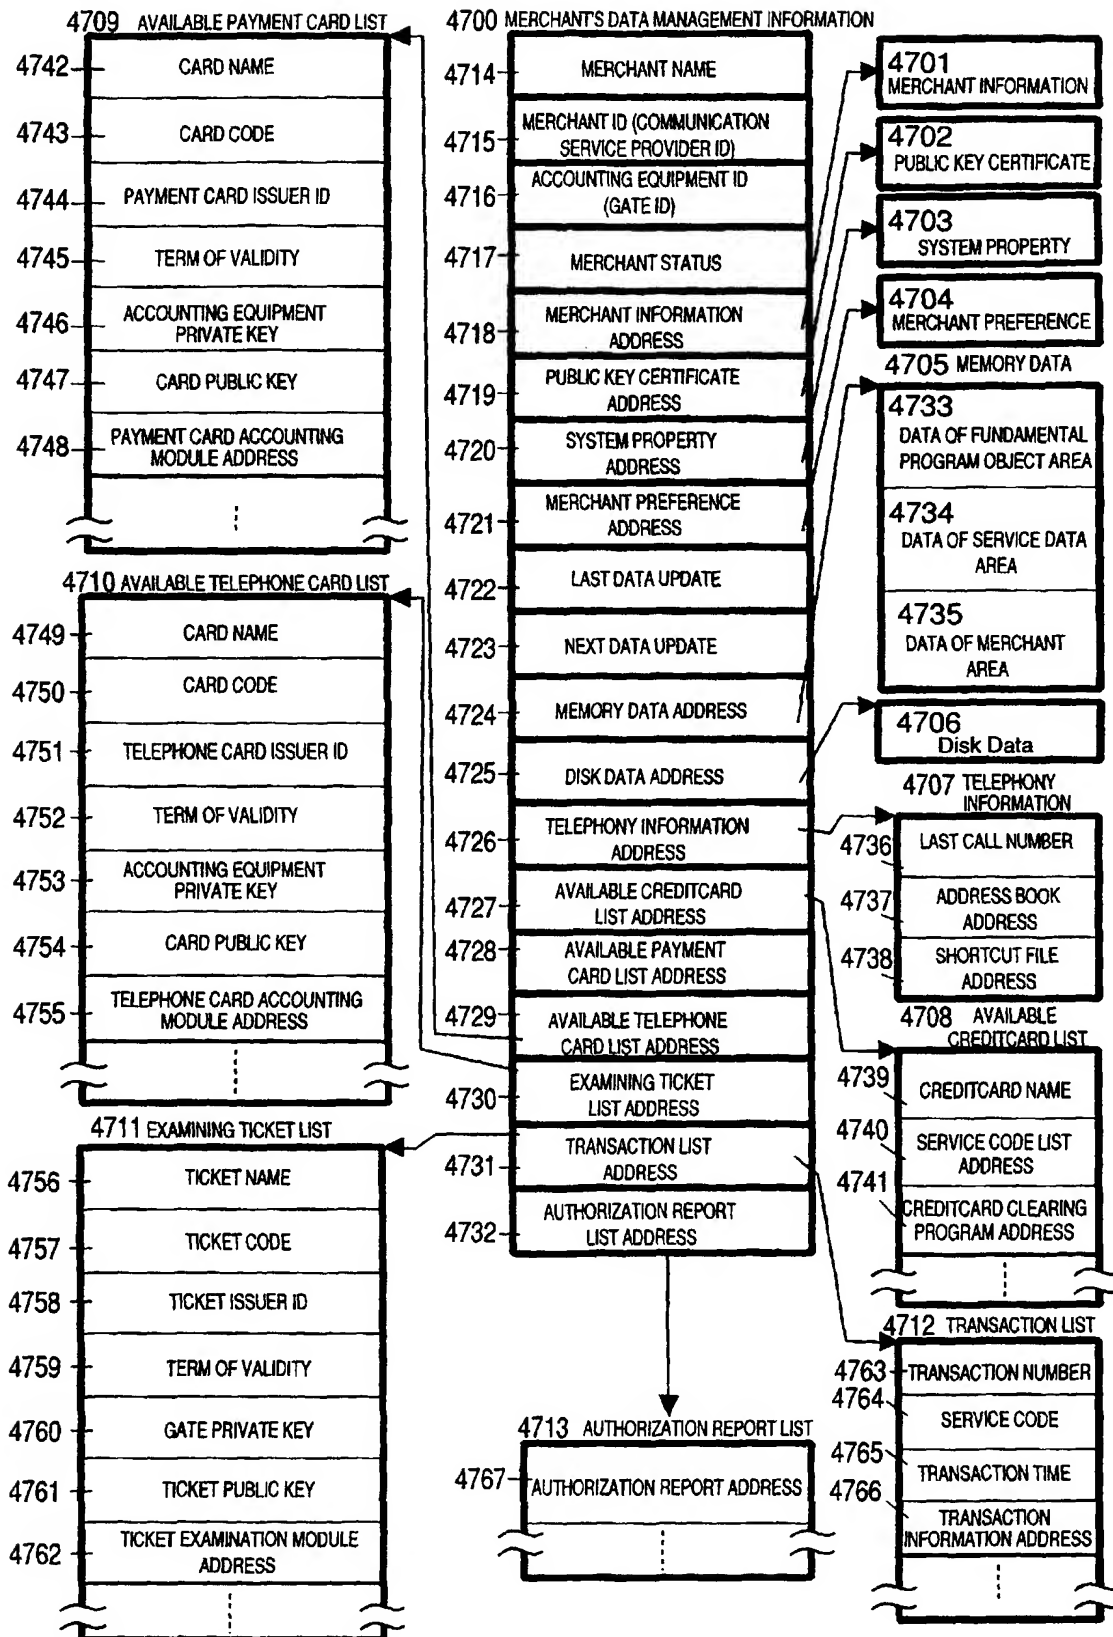 4709 AVAILABLE PAYMENT CARD LIST
4742
CARD NAME
4743
CARD CODE
4744
PAYMENT CARD ISSUER ID
4745
TERM OF VALIDITY
4746
ACCOUNTING EQUIPMENT
PRIVATE KEY
4747
CARD PUBLIC KEY
4748
PAYMENT CARD ACCOUNTING
MODULE ADDRESS
4710 AVAILABLE TELEPHONE CARD LIST
4749
CARD NAME
4750
CARD CODE
4751
TELEPHONE CARD ISSUER ID
4752
TERM OF VALIDITY
4753
ACCOUNTING EQUIPMENT
PRIVATE KEY
4754
CARD PUBLIC KEY
4755
TELEPHONE CARD ACCOUNTING
MODULE ADDRESS
4711 EXAMINING TICKET LIST
4756
TICKET NAME
4757
TICKET CODE
4758
TICKET ISSUER ID
4759
TERM OF VALIDITY
4760
GATE PRIVATE KEY
4761
TICKET PUBLIC KEY
4762
TICKET EXAMINATION MODULE
ADDRESS
4700 MERCHANT'S DATA MANAGEMENT INFORMATION
4714
MERCHANT NAME
4715
MERCHANT ID (COMMUNICATION
SERVICE PROVIDER ID)
4716
ACCOUNTING EQUIPMENT ID
(GATE ID)
4717
MERCHANT STATUS
4718
MERCHANT INFORMATION
ADDRESS
4719
PUBLIC KEY CERTIFICATE
ADDRESS
4720
SYSTEM PROPERTY
ADDRESS
4721
MERCHANT PREFERENCE
ADDRESS
4722
LAST DATA UPDATE
4723
NEXT DATA UPDATE
4724
MEMORY DATA ADDRESS
4725
DISK DATA ADDRESS
4726
TELEPHONY INFORMATION
ADDRESS
4727
AVAILABLE CREDITCARD
LIST ADDRESS
4728
AVAILABLE PAYMENT
CARD LIST ADDRESS
4729
AVAILABLE TELEPHONE
CARD LIST ADDRESS
4730
EXAMINING TICKET
LIST ADDRESS
4731
TRANSACTION LIST
ADDRESS
4732
AUTHORIZATION REPORT
LIST ADDRESS
4713 AUTHORIZATION REPORT LIST
4767
AUTHORIZATION REPORT ADDRESS
4701
MERCHANT INFORMATION
4702
PUBLIC KEY CERTIFICATE
4703
SYSTEM PROPERTY
4704
MERCHANT PREFERENCE
4705 MEMORY DATA
4733
DATA OF FUNDAMENTAL
PROGRAM OBJECT AREA
4734
DATA OF SERVICE DATA
AREA
4735
DATA OF MERCHANT
AREA
4706
Disk Data
4707 TELEPHONY
INFORMATION
4736
LAST CALL NUMBER
4737
ADDRESS BOOK
ADDRESS
4738
SHORTCUT FILE
ADDRESS
4708 AVAILABLE
CREDITCARD LIST
4739
CREDITCARD NAME
4740
SERVICE CODE LIST
ADDRESS
4741
CREDITCARD CLEARING
PROGRAM ADDRESS
4712 TRANSACTION LIST
4763
TRANSACTION NUMBER
4764
SERVICE CODE
4765
TRANSACTION TIME
4766
TRANSACTION
INFORMATION ADDRESS